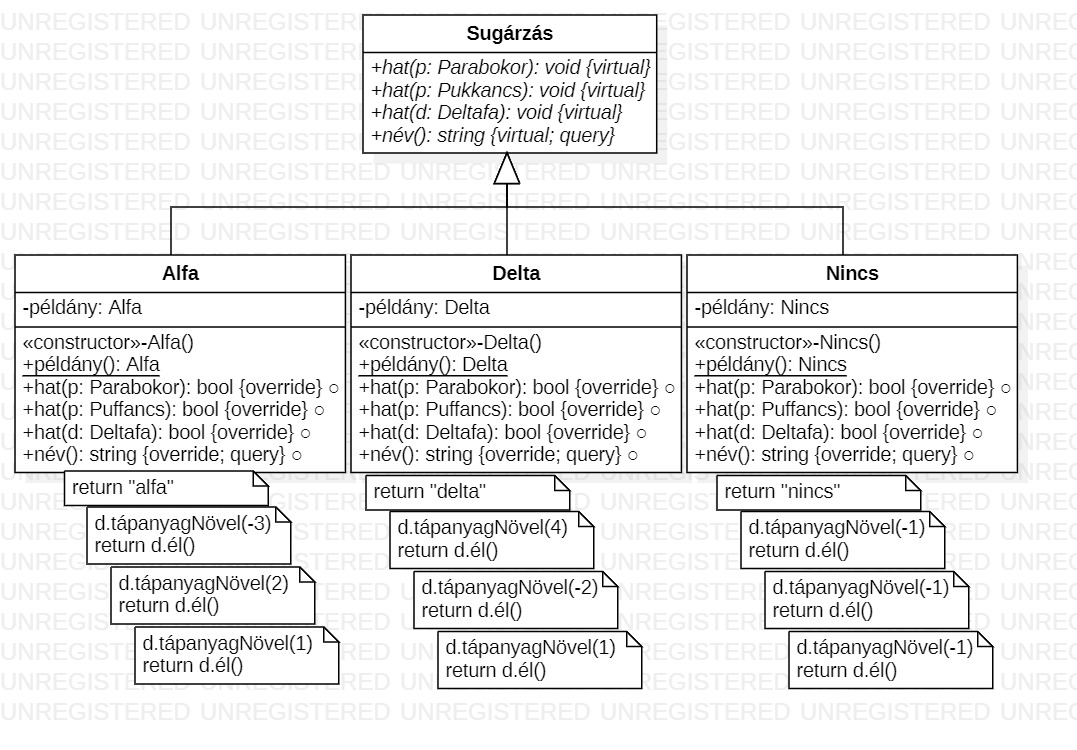 Sugárzás
+hat(p: Parabokor): void {virtual}
+hat(p: Pukkancs): void {virtual}
+hat(d: Deltafa): void {virtual}
+név(): string {virtual; query}
Alfa
-példány: Alfa
«constructor»-Alfa()
+példány(): Alfa
+hat(p: Parabokor): bool {override}
+hat(p: Puffancs): bool {override}
+hat(d: Deltafa): bool {override}
+név(): string {override; query}
return "alfa"
d.tápanyagNövel(-3)
return d.él()
d.tápanyagNövel(2)
return d.él()
d.tápanyagNövel(1)
return d.él()
Delta
-példány: Delta
«constructor»-Delta()
+példány(): Delta
+hat(p: Parabokor): bool {override}
+hat(p: Puffancs): bool {override}
+hat(d: Deltafa): bool {override}
+név(): string {override; query}
return "delta"
d.tápanyagNövel(4)
return d.él()
d.tápanyagNövel(-2)
return d.él()
d.tápanyagNövel(1)
return d.él()
Nincs
-példány: Nincs
«constructor»-Nincs()
+példány(): Nincs
+hat(p: Parabokor): bool {override}
+hat(p: Puffancs): bool {override}
+hat(d: Deltafa): bool {override}
+név(): string {override; query}
return "nincs"
d.tápanyagNövel(-1)
return d.él()
d.tápanyagNövel(-1)
return d.él()
d.tápanyagNövel(-1)
return d.él()
UNREGISTERED